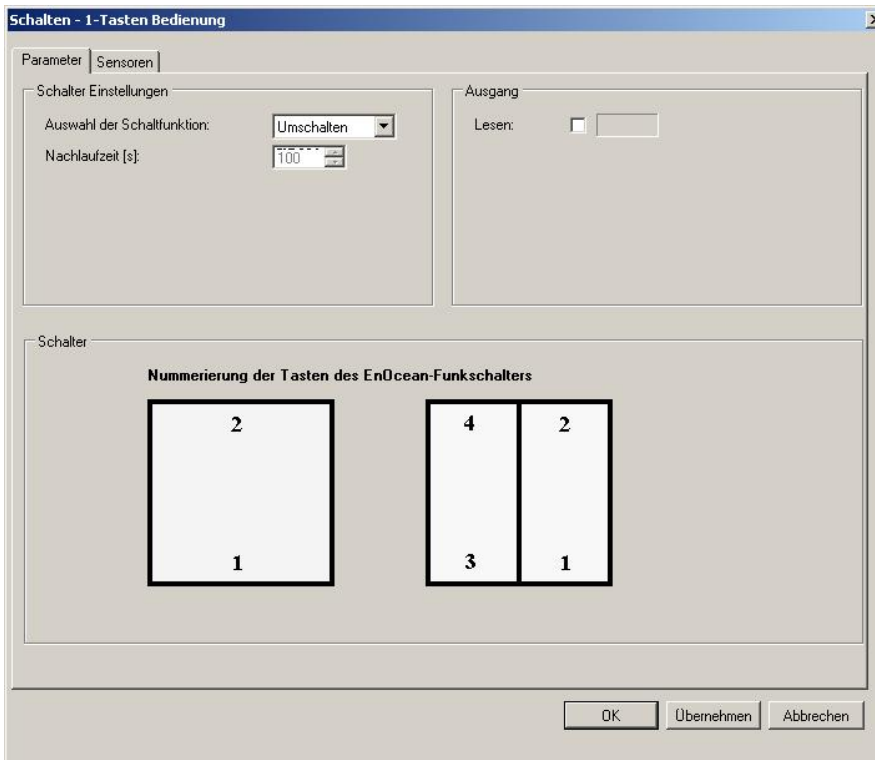 Schalten - 1-Tasten Bedienung
Parameter
Sensoren
Schalter Einstellungen
Auswahl der Schaltfunktion:
Umschalten
Nachlaufzeit [s]:
100
Ausgang
Lesen:
Schalter
Nummerierung der Tasten des EnOcean-Funkschalters
2
4
2
1
3
1
OK
Übernehmen
Abbrechen